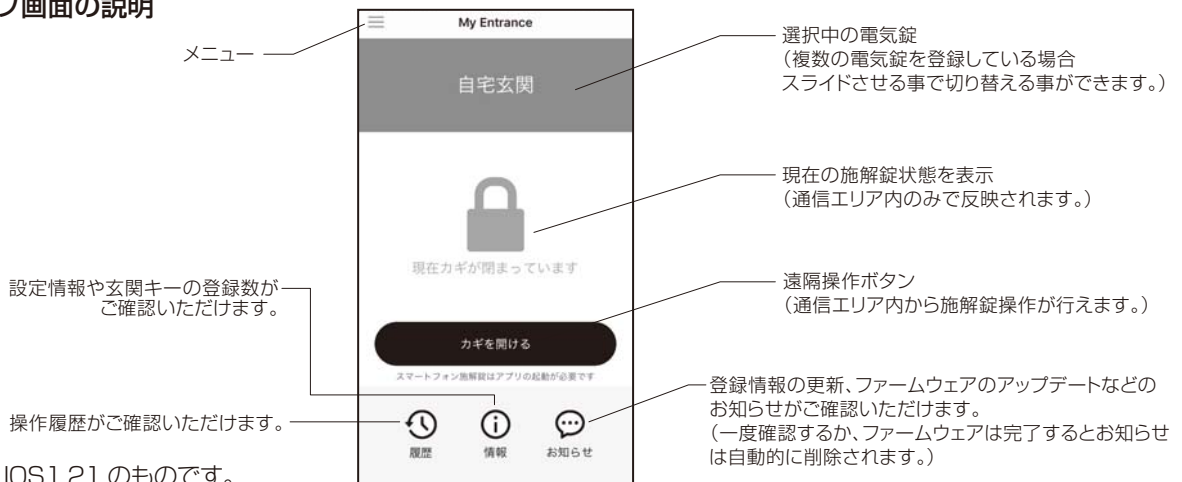 プ画面の説明
メニュー
My Entrance
自宅玄関
選択中の電気錠
（複数の電気錠を登録している場合
スライドさせる事で切り替える事ができます。）
現在の施解錠状態を表示
（通信エリア内のみで反映されます。）
現在カギが閉まっています
設定情報や玄関キーの登録数が
ご確認いただけます。
遠隔操作ボタン
（通信エリア内から施解錠操作が行えます。）
カギを開ける
スマートフォン施解錠はアプリの起動が必要です
登録情報の更新、ファームウェアのアップデートなどの
お知らせがご確認いただけます。
（一度確認するか、ファームウェアは完了するとお知らせ
は自動的に削除されます。）
操作履歴がご確認いただけます。
履歴
情報
お知らせ
IOS1.21 のものです。